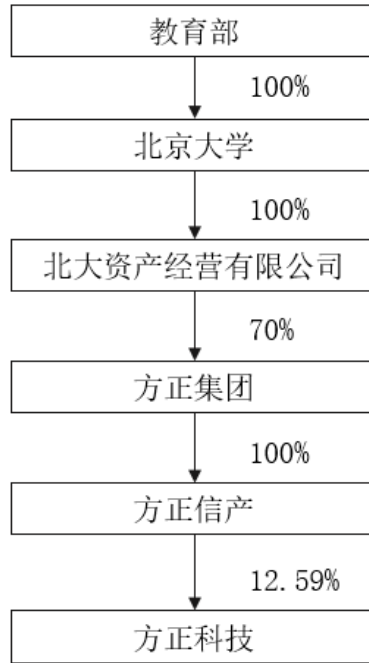 教育部
100%
北京大学
100%
北大资产经营有限公司
70%
方正集团
100%
方正信产
12.59%
方正科技